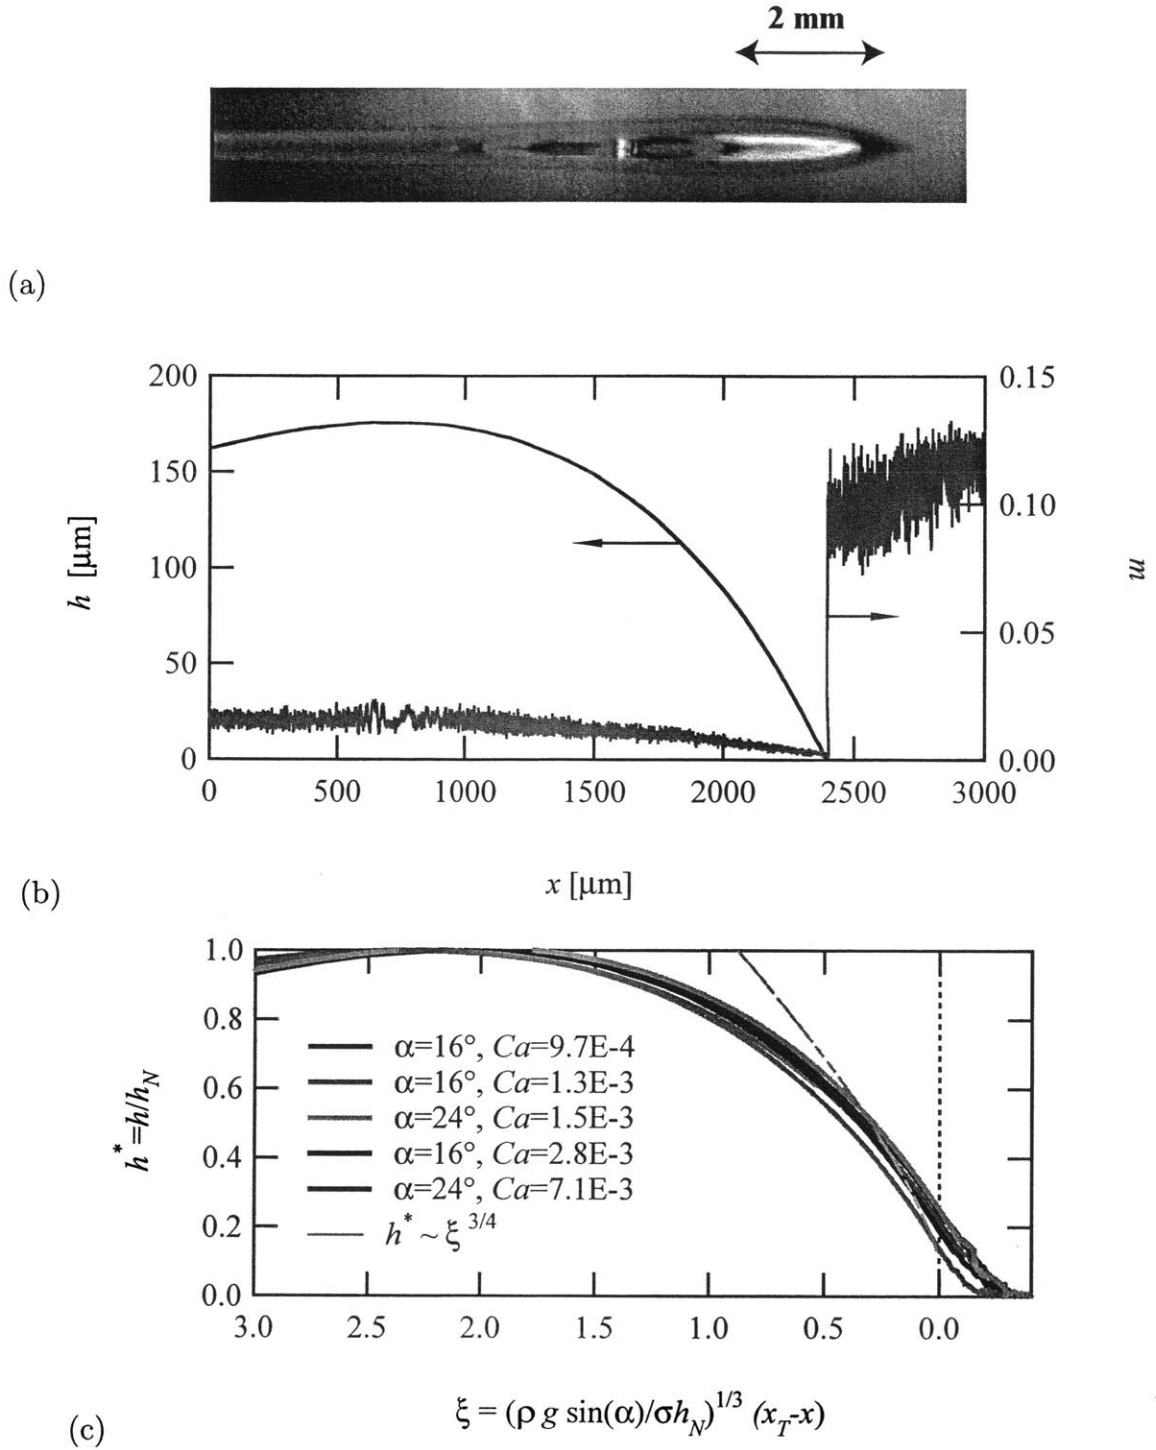 2 mm
(a)
200
150
100
50
0
h [μm]
0.15
0.10
0.05
0.00
m
0 500 1000 1500 2000 2500 3000
x [μm]
(b)
1.0
0.8
0.6
0.4
0.2
0.0
h*=h/h_N
α=16°, Ca=9.7E-4
α=16°, Ca=1.3E-3
α=24°, Ca=1.5E-3
α=16°, Ca=2.8E-3
α=24°, Ca=7.1E-3
h* ~ ξ^3/4
3.0 2.5 2.0 1.5 1.0 0.5 0.0
ξ = (ρ g sin(α)/σh_N)^1/3 (x_T-x)
(c)